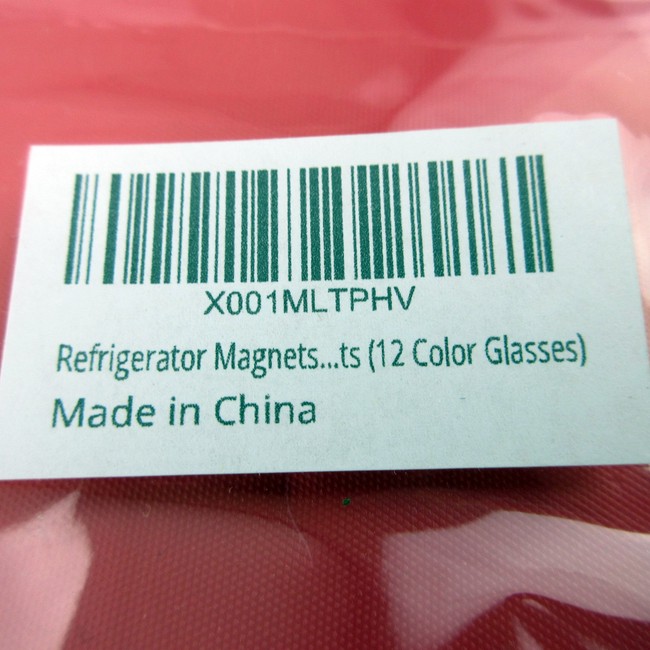 X001MLTPHV
Refrigerator Magnets...ts (12 Color Glasses)
Made in China